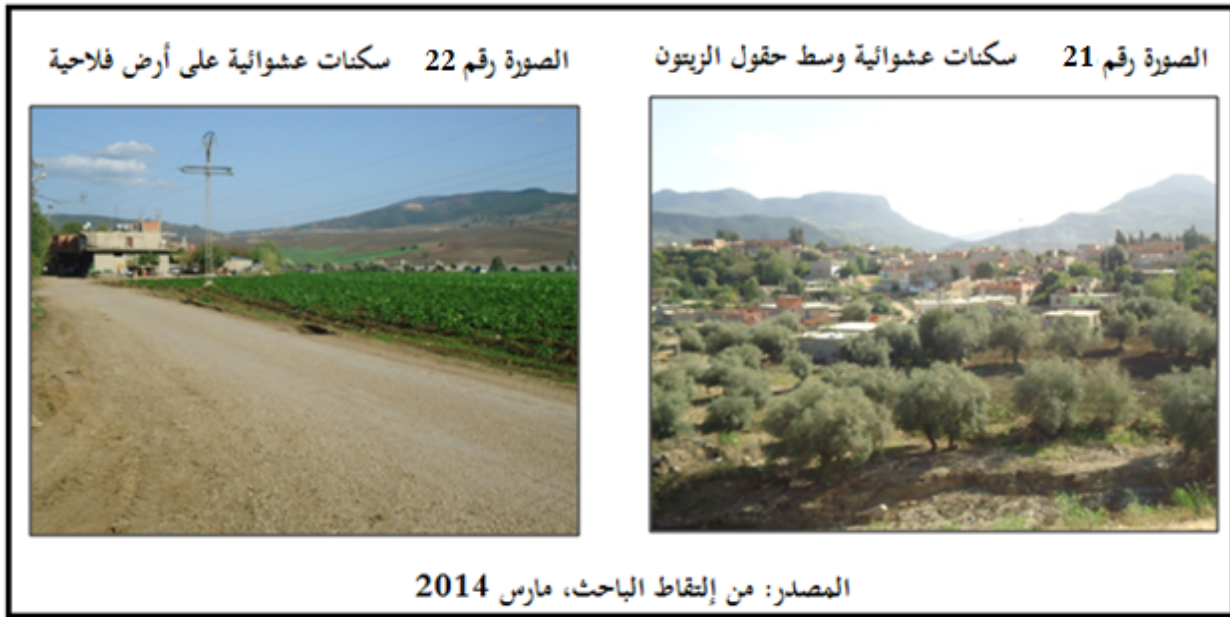 الصورة رقم 21 سكنات عشوائية وسط حقول الزيتون
الصورة رقم 22 سكنات عشوائية على أرض فلاحية
المصدر: من إلتقاط الباحث، مارس 2014